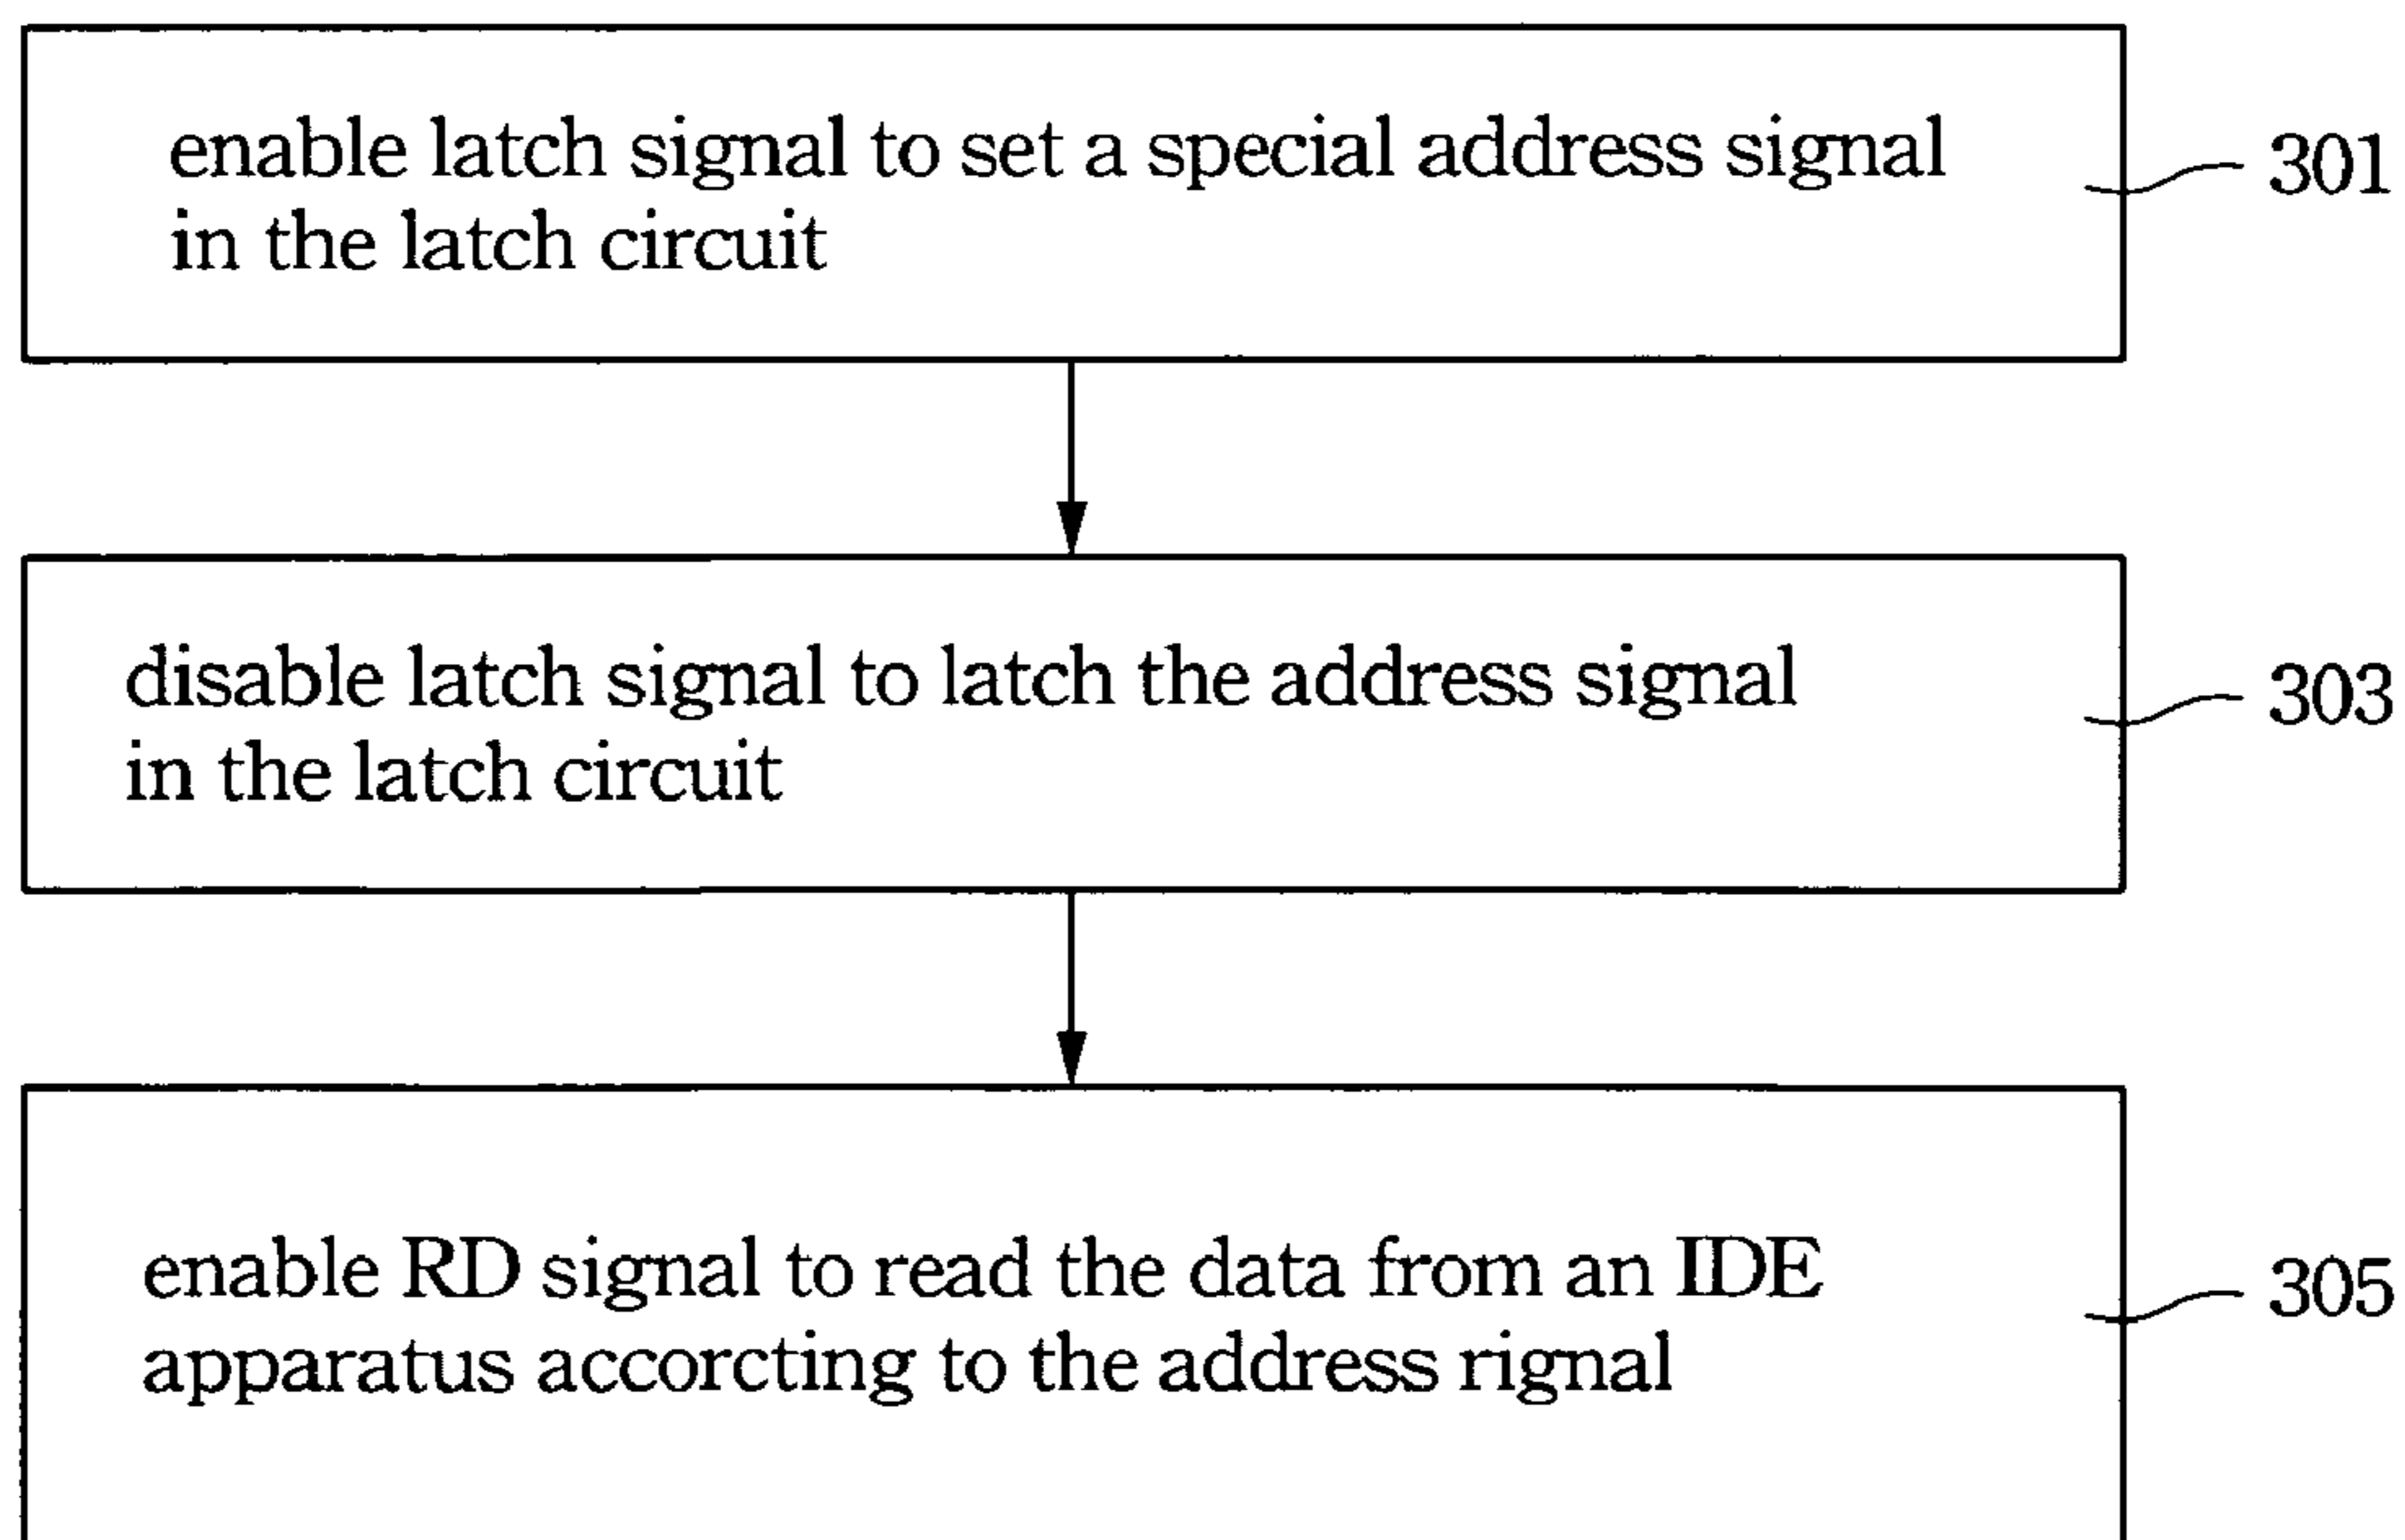 enable latch signal to set a special address signal
in the latch circuit
301
disable latch signal to latch the address signal
in the latch circuit
303
enable RD signal to read the data from an IDE
apparatus accorcting to the address rignal
305